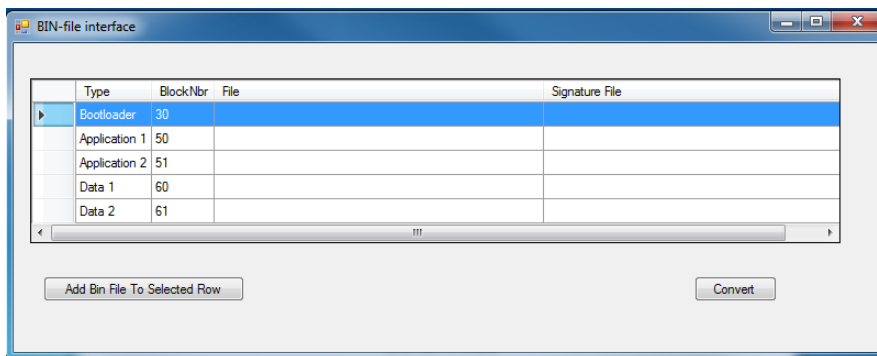 BIN-file interface
Type BlockNbr File Signature File
Bootloader 30
Application 1 50
Application 2 51
Data 1 60
Data 2 61
Add Bin File To Selected Row Convert